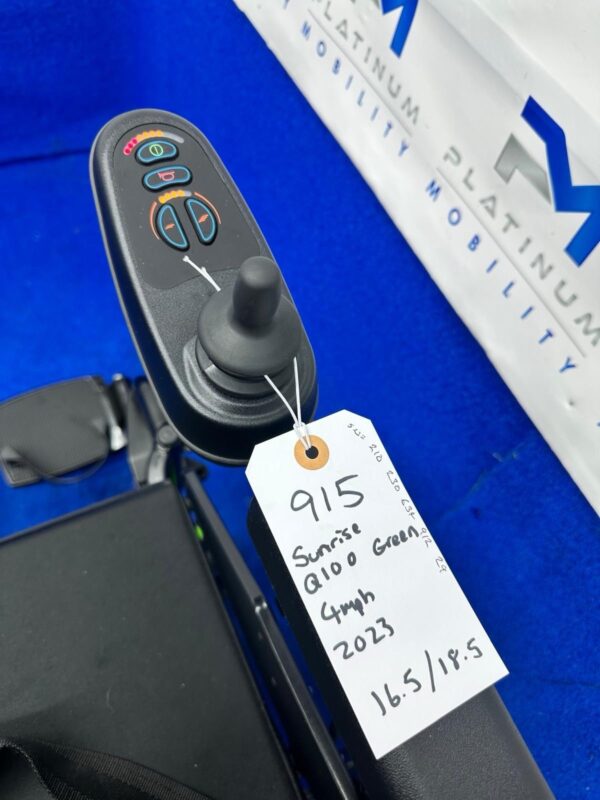 PLATINUM
MOBILITY
PLATINUM
MOBILITY
915
Sunrise
Q100 Green
4mph
2023
16.5/18.5